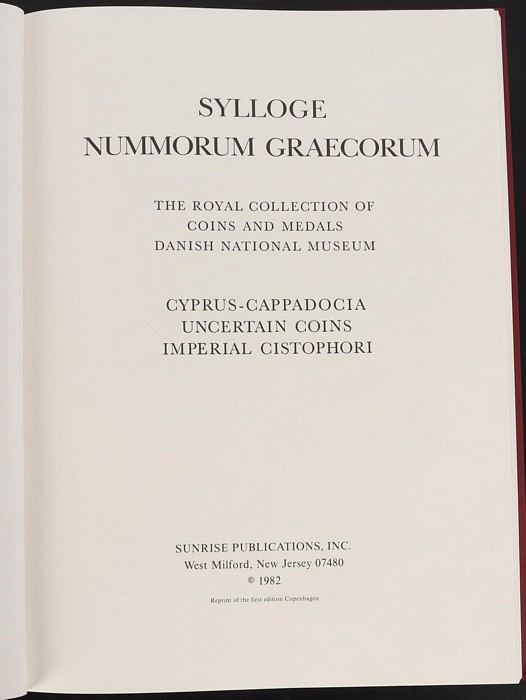 SYLLOGE
NUMMORUM GRAECORUM
THE ROYAL COLLECTION OF
COINS AND MEDALS
DANISH NATIONAL MUSEUM
CYPRUS-CAPPADOCIA
UNCERTAIN COINS
IMPERIAL CISTOPHORI
SUNRISE PUBLICATIONS, INC.
West Milford, New Jersey 07480
© 1982
Reprint of the first edition Copenhagen